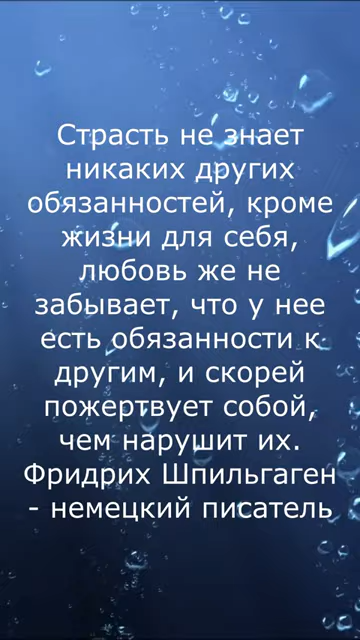 Страсть не знает
никаких других
обязанностей, кроме
жизни для себя,
любовь же не
забывает, что у нее
есть обязанности к
другим, и скорей
пожертвует собой,
чем нарушит их.
Фридрих Шпильгаген
- немецкий писатель